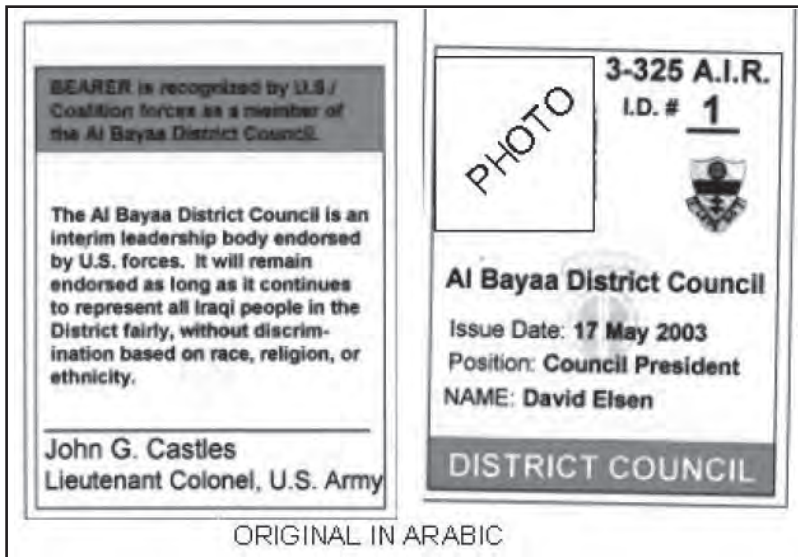 BEARER is recognized by U.S /
Coalition forces as a member of
the Al Bayaa District Council.
The Al Bayaa District Council is an
interim leadership body endorsed
by U.S. forces. It will remain
endorsed as long as it continues
to represent all Iraqi people in the
District fairly, without discrim-
ination based on race, religion, or
ethnicity.
John G. Castles
Lieutenant Colonel, U.S. Army
PHOTO
3-325 A.I.R.
I.D. # 1
Al Bayaa District Council
Issue Date: 17 May 2003
Position: Council President
NAME: David Elsen
DISTRICT COUNCIL
ORIGINAL IN ARABIC